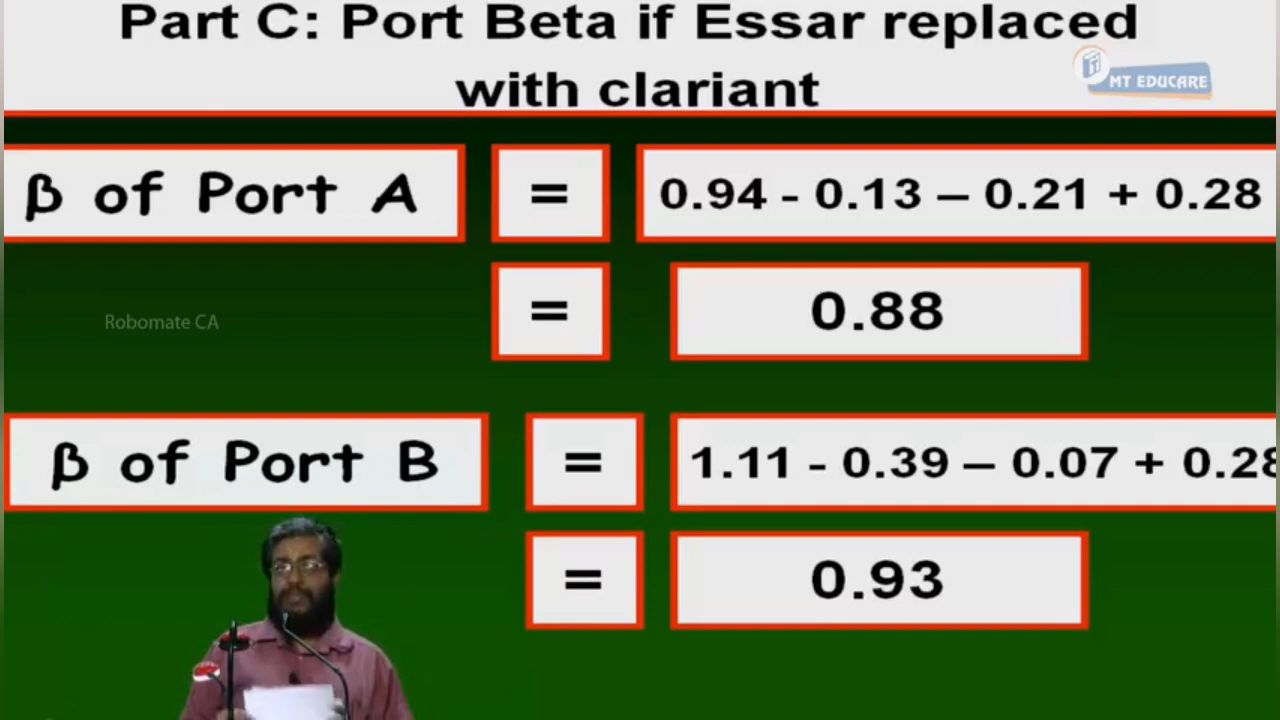 Part C: Port Beta if Essar replaced
with clariant
MT EDUCARE
β of Port A = 0.94 - 0.13 – 0.21 + 0.28
= 0.88
Robomate CA
β of Port B = 1.11 - 0.39 – 0.07 + 0.28
= 0.93